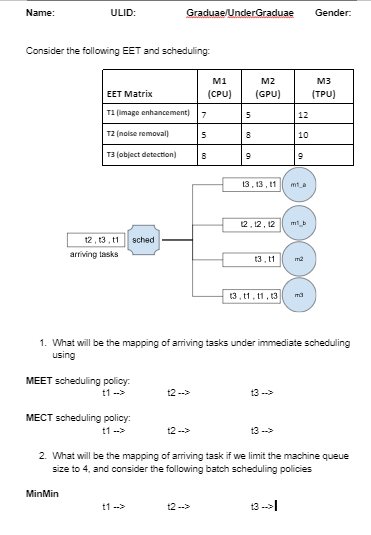 Name: ULID: Graduae/UnderGraduae Gender:
Consider the following EET and scheduling:
EET Matrix M1 (CPU) M2 (GPU) M3 (TPU)
T1 (image enhancement) 7 5 12
T2 (noise removal) 5 8 10
T3 (object detection) 8 9 9
t3 , t3 , t1 m1_a
t2 , t2 , t2 m1_b
t2 , t3 , t1 sched
arriving tasks
t3 , t1 m2
t3 , t1 , t1 , t3 m3
1. What will be the mapping of arriving tasks under immediate scheduling
using
MEET scheduling policy:
t1 --> t2 --> t3 -->
MECT scheduling policy:
t1 --> t2 --> t3 -->
2. What will be the mapping of arriving task if we limit the machine queue
size to 4, and consider the following batch scheduling policies
MinMin
t1 --> t2 --> t3 -->